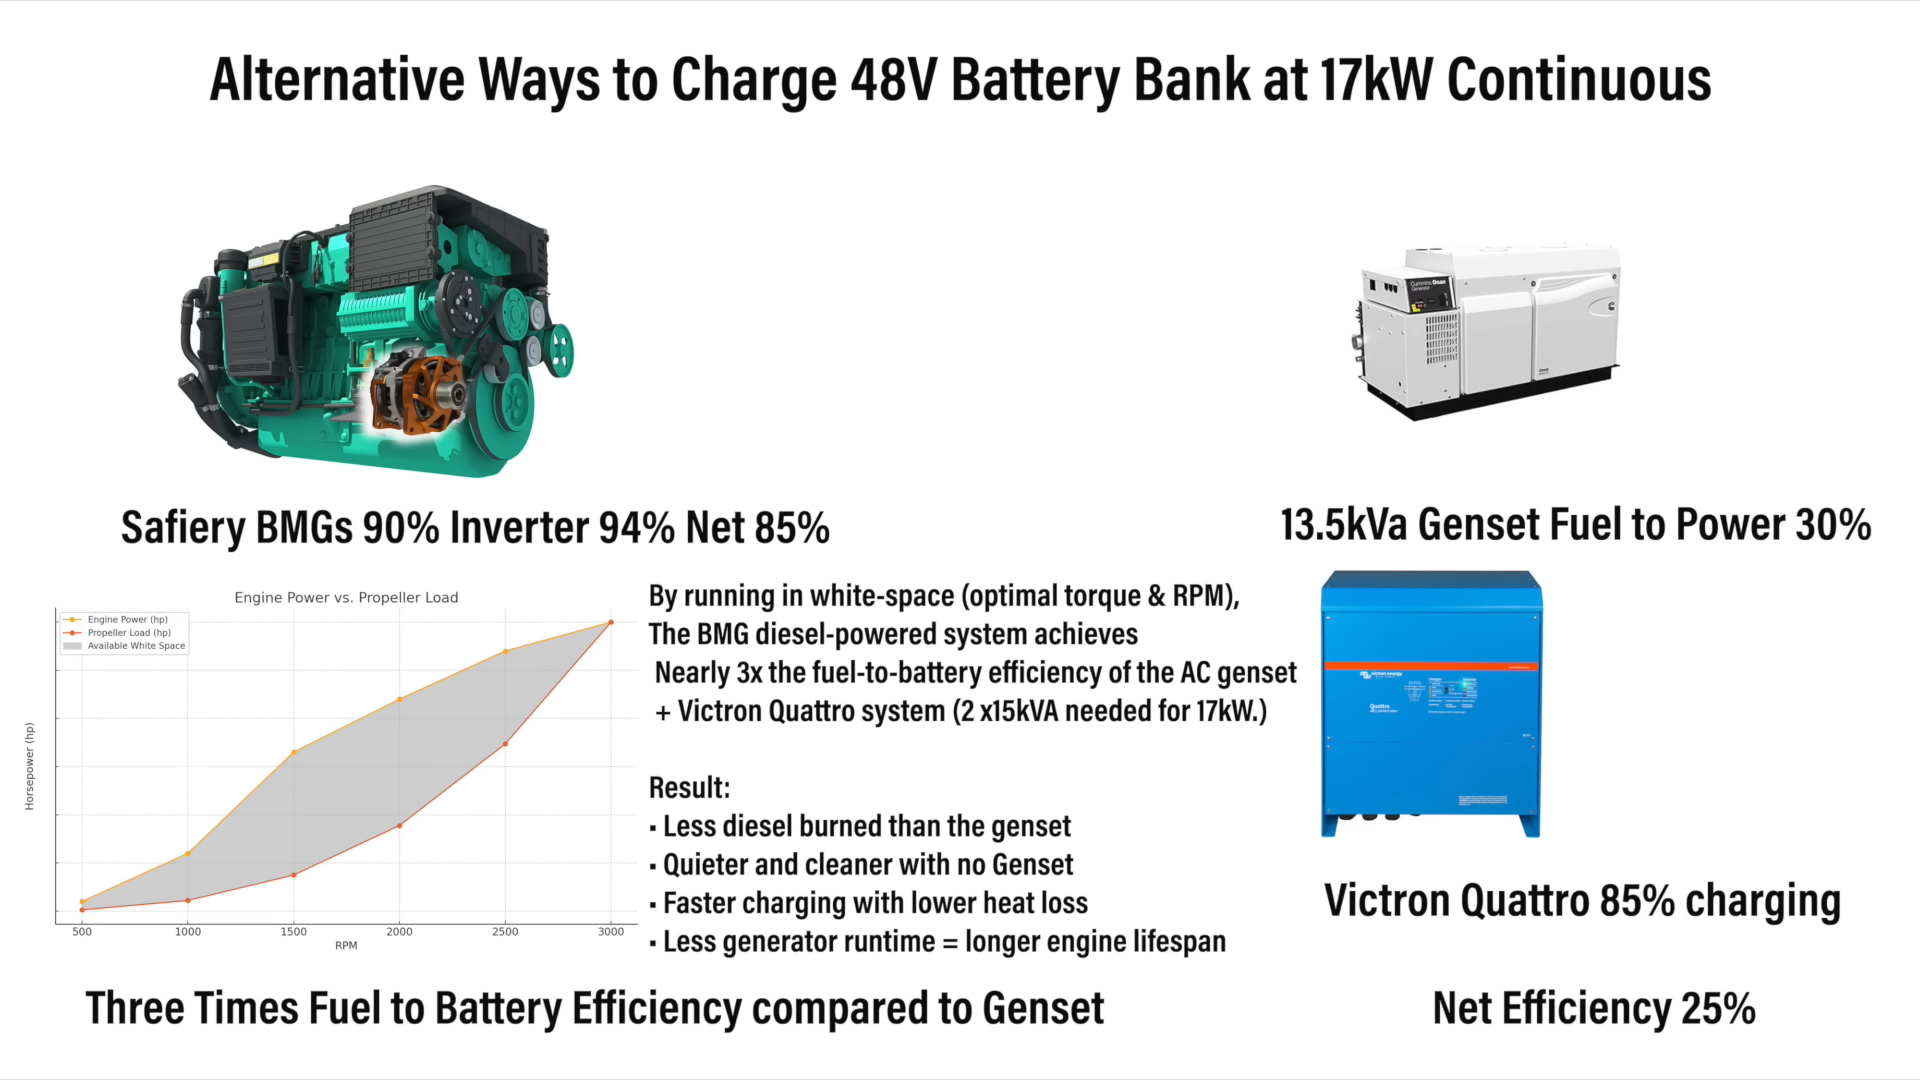 Alternative Ways to Charge 48V Battery Bank at 17kW Continuous
Cummins Onan
Generator
Safiery BMGs 90% Inverter 94% Net 85%
13.5kVa Genset Fuel to Power 30%
Engine Power vs. Propeller Load
Engine Power (hp)
Propeller Load (hp)
Available White Space
Horsepower (hp)
500 1000 1500 2000 2500 3000
RPM
By running in white-space (optimal torque & RPM),
The BMG diesel-powered system achieves
Nearly 3x the fuel-to-battery efficiency of the AC genset
+ Victron Quattro system (2 x15kVA needed for 17kW.)
Result:
· Less diesel burned than the genset
· Quieter and cleaner with no Genset
· Faster charging with lower heat loss
· Less generator runtime = longer engine lifespan
victron energy
Quattro
Victron Quattro 85% charging
Three Times Fuel to Battery Efficiency compared to Genset
Net Efficiency 25%